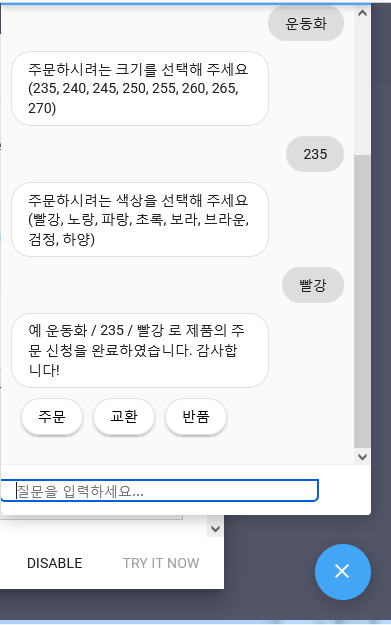 운동화
주문하시려는 크기를 선택해 주세요
(235, 240, 245, 250, 255, 260, 265,
270)
235
주문하시려는 색상을 선택해 주세요
(빨강, 노랑, 파랑, 초록, 보라, 브라운,
검정, 하양)
빨강
예 운동화 / 235 / 빨강 로 제품의 주
문 신청을 완료하였습니다. 감사합
니다!
주문 교환 반품
질문을 입력하세요...
DISABLE TRY IT NOW